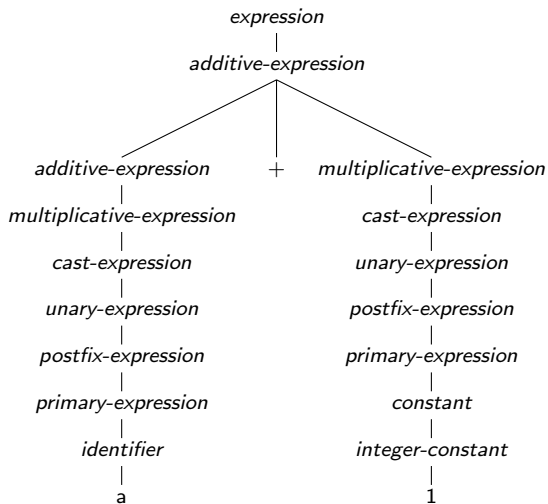 expression
additive-expression
additive-expression + multiplicative-expression
multiplicative-expression cast-expression
cast-expression unary-expression
unary-expression postfix-expression
postfix-expression primary-expression
primary-expression constant
identifier integer-constant
a 1